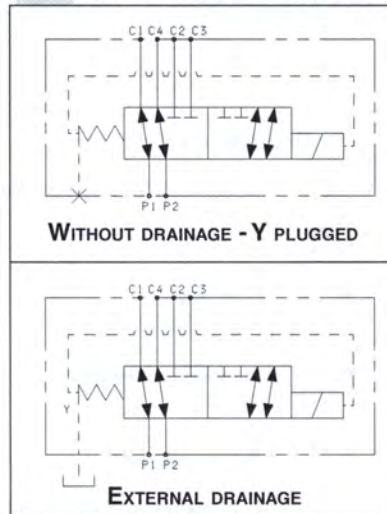 C1 C4 C2 C3
P1 P2
WITHOUT DRAINAGE - Y PLUGGED
C1 C4 C2 C3
Y
P1 P2
EXTERNAL DRAINAGE